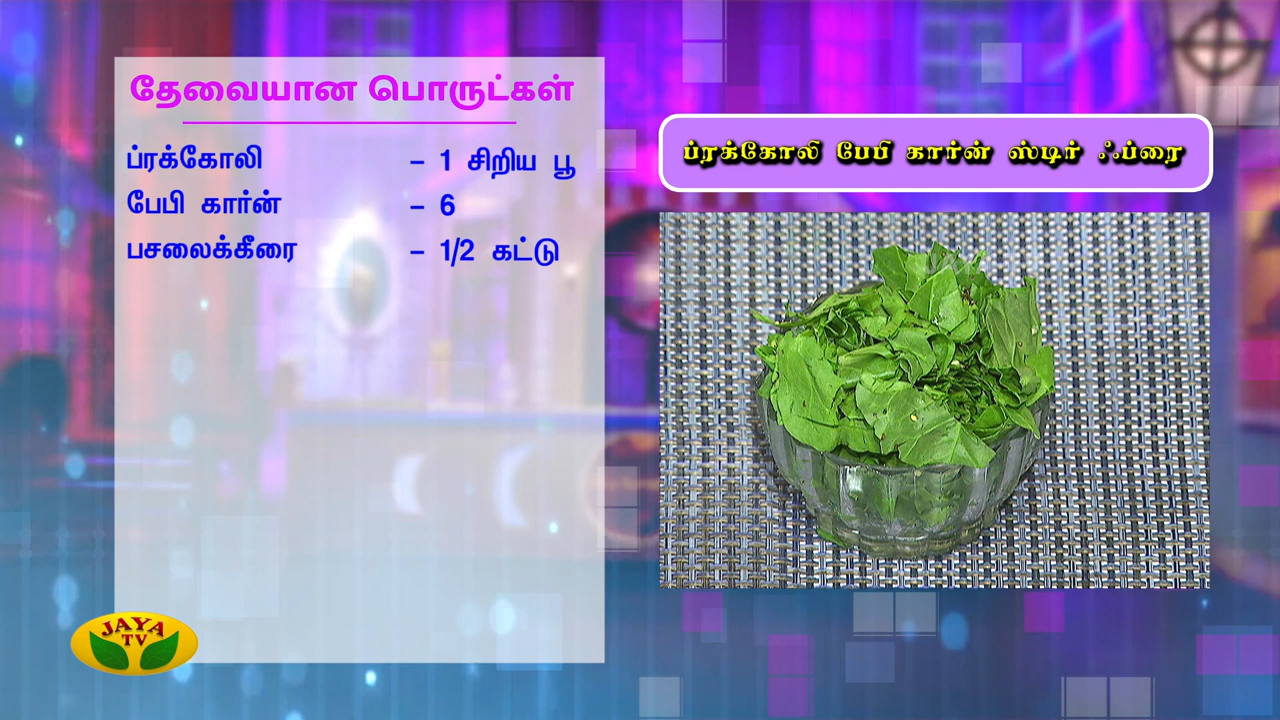 தேவையான பொருட்கள்
ப்ரக்கோலி - 1 சிறிய பூ
பேபி கார்ன் - 6
பசலைக்கீரை - 1/2 கட்டு
ப்ரக்கோலி பேபி கார்ன் ஸ்டிர் ஃப்ரை
JAYA
TV